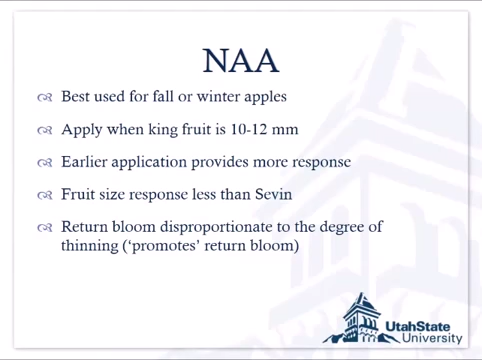 NAA
Best used for fall or winter apples
Apply when king fruit is 10-12 mm
Earlier application provides more response
Fruit size response less than Sevin
Return bloom disproportionate to the degree of
thinning (‘promotes’ return bloom)
UtahState
University